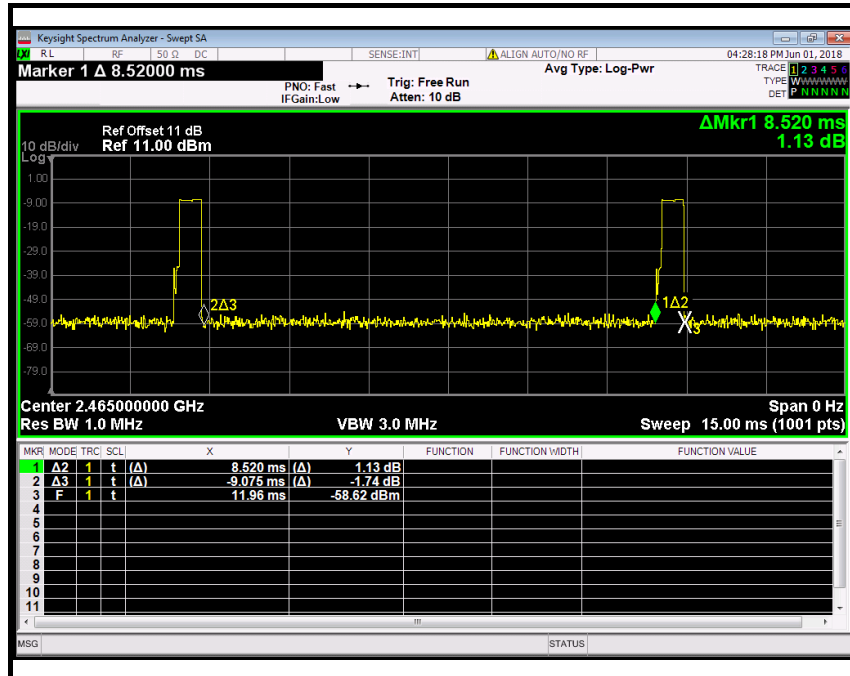 Keysight Spectrum Analyzer - Swept SA
LXI RL RF 50 Ω DC SENSE:INT ALIGN AUTO/NO RF 04:28:18 PM Jun 01, 2018
Marker 1 Δ 8.52000 ms
Avg Type: Log-Pwr
PNO: Fast
IFGain:Low
Trig: Free Run
Atten: 10 dB
TRACE 1 2 3 4 5 6
TYPE WWWWWW
DET P N N N N N
ΔMkr1 8.520 ms
1.13 dB
Ref Offset 11 dB
10 dB/div Ref 11.00 dBm
Log
1.00
-9.00
-19.0
-29.0
-39.0
-49.0
-59.0
-69.0
-79.0
2Δ3
1Δ2
3
Center 2.465000000 GHz Span 0 Hz
Res BW 1.0 MHz VBW 3.0 MHz Sweep 15.00 ms (1001 pts)
MKR MODE TRC SCL X Y FUNCTION FUNCTION WIDTH FUNCTION VALUE
1 Δ2 1 t (Δ) 8.520 ms (Δ) 1.13 dB
2 Δ3 1 t (Δ) -9.075 ms (Δ) -1.74 dB
3 F 1 t 11.96 ms -58.62 dBm
4
5
6
7
8
9
10
11
MSG STATUS